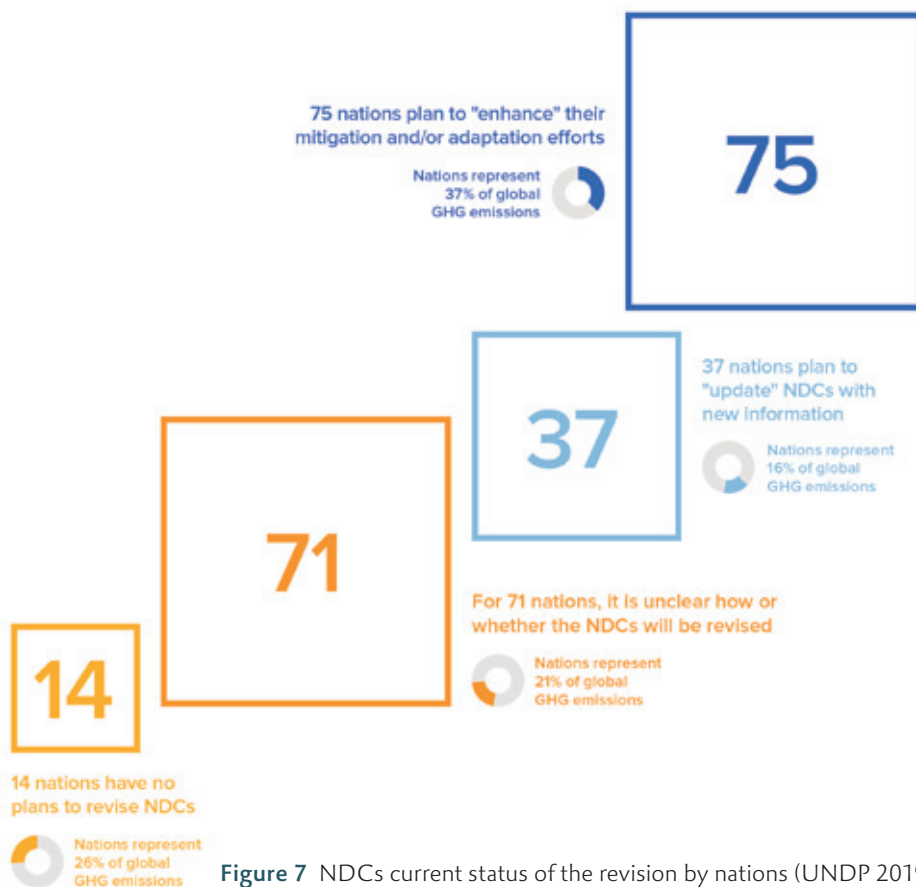 75 nations plan to "enhance" their
mitigation and/or adaptation efforts
Nations represent
37% of global
GHG emissions
75
37
37 nations plan to
"update" NDCs with
new information
Nations represent
16% of global
GHG emissions
71
For 71 nations, it is unclear how or
whether the NDCs will be revised
Nations represent
21% of global
GHG emissions
14
14 nations have no
plans to revise NDCs
Nations represent
26% of global
GHG emissions
Figure 7 NDCs current status of the revision by nations (UNDP